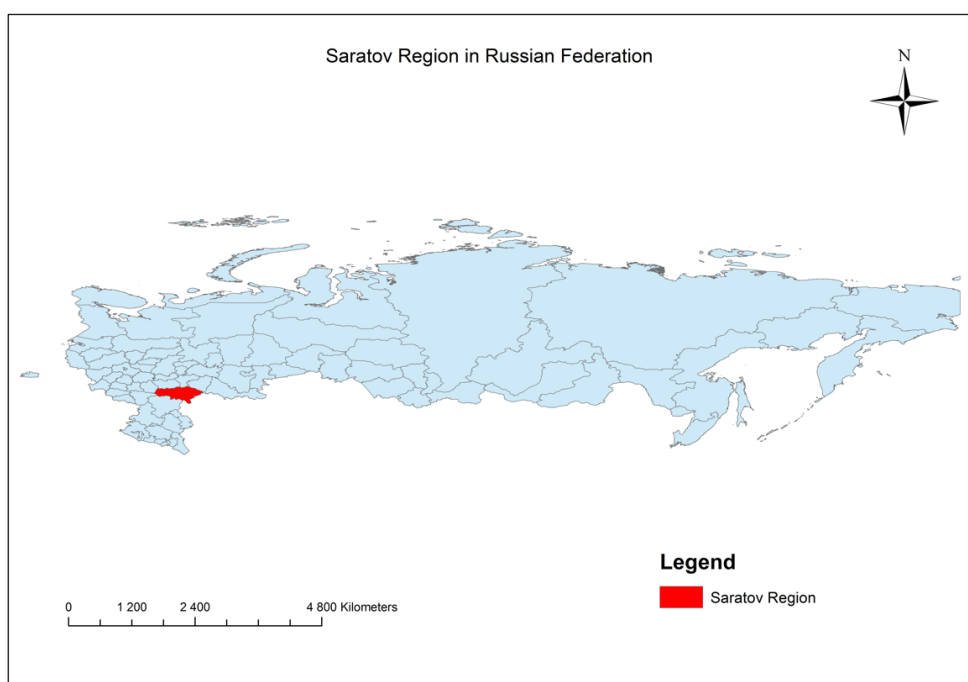 Saratov Region in Russian Federation
N
Legend
Saratov Region
0 1 200 2 400 4 800 Kilometers